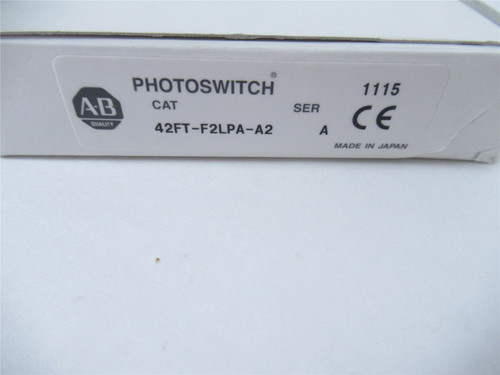 A-B
QUALITY
PHOTOSWITCH®
CAT
SER
1115
42FT-F2LPA-A2
A
CE
MADE IN JAPAN